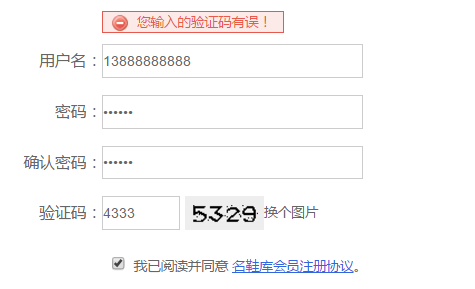 您输入的验证码有误！
用户名：13888888888
密码：••••••
确认密码：••••••
验证码：4333 5329 换个图片
我已阅读并同意 名鞋库会员注册协议。